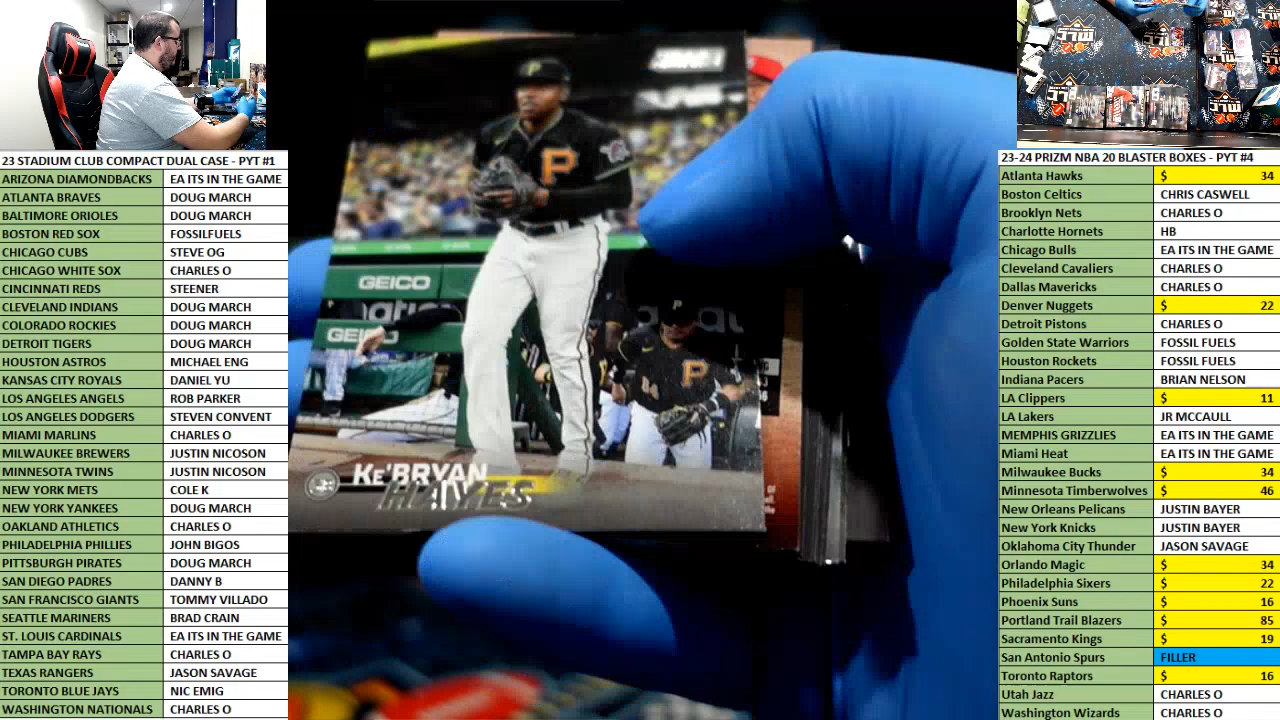 23 STADIUM CLUB COMPACT DUAL CASE - PYT #1
ARIZONA DIAMONDBACKS EA ITS IN THE GAME
ATLANTA BRAVES DOUG MARCH
BALTIMORE ORIOLES DOUG MARCH
BOSTON RED SOX FOSSILFUELS
CHICAGO CUBS STEVE OG
CHICAGO WHITE SOX CHARLES O
CINCINNATI REDS STEENER
CLEVELAND INDIANS DOUG MARCH
COLORADO ROCKIES DOUG MARCH
DETROIT TIGERS DOUG MARCH
HOUSTON ASTROS MICHAEL ENG
KANSAS CITY ROYALS DANIEL YU
LOS ANGELES ANGELS ROB PARKER
LOS ANGELES DODGERS STEVEN CONVENT
MIAMI MARLINS CHARLES O
MILWAUKEE BREWERS JUSTIN NICOSON
MINNESOTA TWINS JUSTIN NICOSON
NEW YORK METS COLE K
NEW YORK YANKEES DOUG MARCH
OAKLAND ATHLETICS CHARLES O
PHILADELPHIA PHILLIES JOHN BIGOS
PITTSBURGH PIRATES DOUG MARCH
SAN DIEGO PADRES DANNY B
SAN FRANCISCO GIANTS TOMMY VILLADO
SEATTLE MARINERS BRAD CRAIN
ST. LOUIS CARDINALS EA ITS IN THE GAME
TAMPA BAY RAYS CHARLES O
TEXAS RANGERS JASON SAVAGE
TORONTO BLUE JAYS NIC EMIG
WASHINGTON NATIONALS CHARLES O
P
P
GEICO
GEI
P
P
KE'BRYAN
HAYES
23-24 PRIZM NBA 20 BLASTER BOXES - PYT #4
Atlanta Hawks $ 34
Boston Celtics CHRIS CASWELL
Brooklyn Nets CHARLES O
Charlotte Hornets HB
Chicago Bulls EA ITS IN THE GAME
Cleveland Cavaliers CHARLES O
Dallas Mavericks CHARLES O
Denver Nuggets $ 22
Detroit Pistons CHARLES O
Golden State Warriors FOSSIL FUELS
Houston Rockets FOSSIL FUELS
Indiana Pacers BRIAN NELSON
LA Clippers $ 11
LA Lakers JR MCCAULL
MEMPHIS GRIZZLIES EA ITS IN THE GAME
Miami Heat EA ITS IN THE GAME
Milwaukee Bucks $ 34
Minnesota Timberwolves $ 46
New Orleans Pelicans JUSTIN BAYER
New York Knicks JUSTIN BAYER
Oklahoma City Thunder JASON SAVAGE
Orlando Magic $ 34
Philadelphia Sixers $ 22
Phoenix Suns $ 16
Portland Trail Blazers $ 85
Sacramento Kings $ 19
San Antonio Spurs FILLER
Toronto Raptors $ 16
Utah Jazz CHARLES O
Washington Wizards CHARLES O